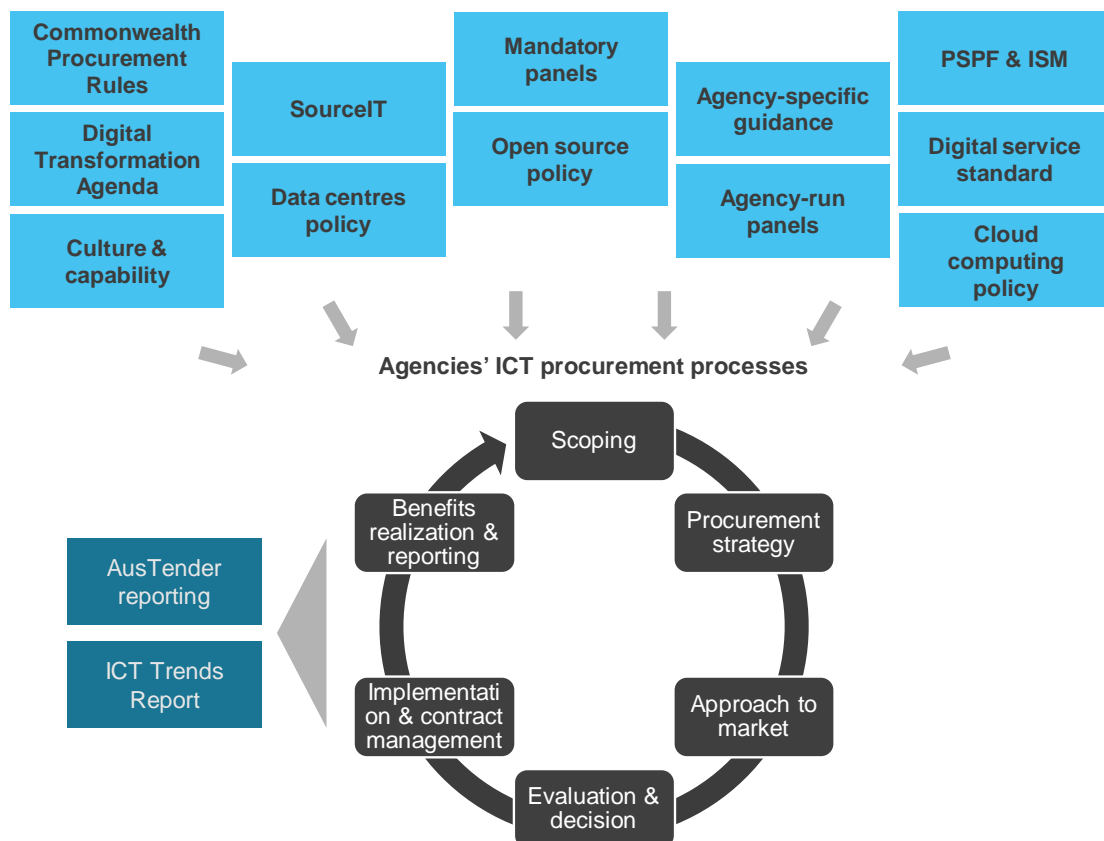 Commonwealth
Procurement
Rules
Digital
Transformation
Agenda
Culture &
capability
SourceIT
Data centres
policy
Mandatory
panels
Open source
policy
Agency-specific
guidance
Agency-run
panels
PSPF & ISM
Digital service
standard
Cloud
computing
policy
Agencies’ ICT procurement processes
Scoping
Procurement
strategy
Approach to
market
Evaluation &
decision
Implementati
on & contract
management
Benefits
realization &
reporting
AusTender
reporting
ICT Trends
Report